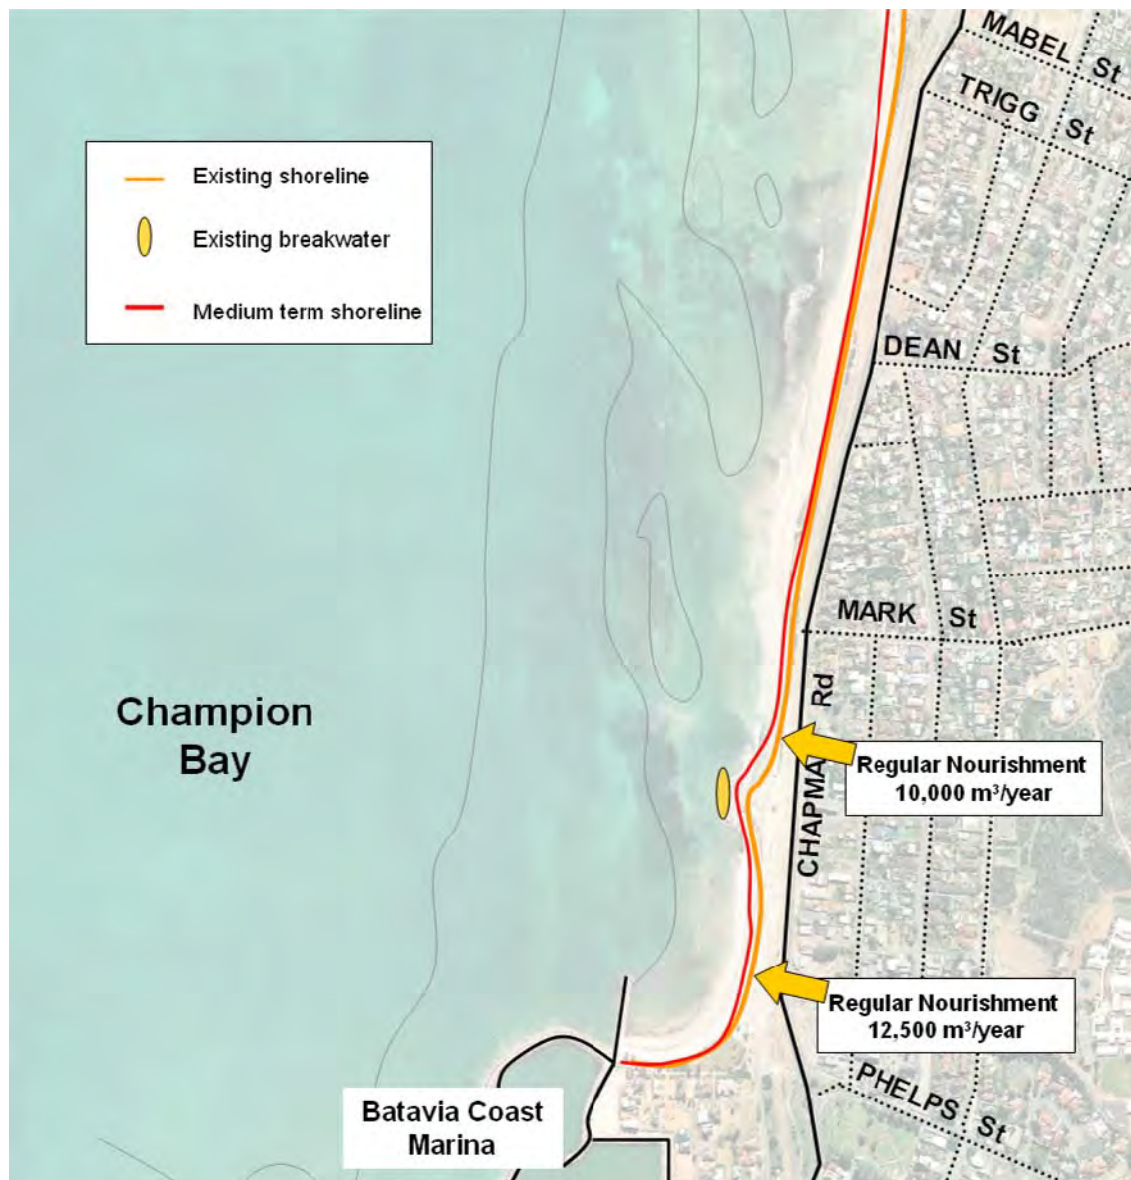 MABEL St
TRIGG St
Existing shoreline
Existing breakwater
Medium term shoreline
DEAN St
MARK St
CHAPMA Rd
Champion
Bay
Regular Nourishment
10,000 m³/year
Regular Nourishment
12,500 m³/year
PHELPS St
Batavia Coast
Marina